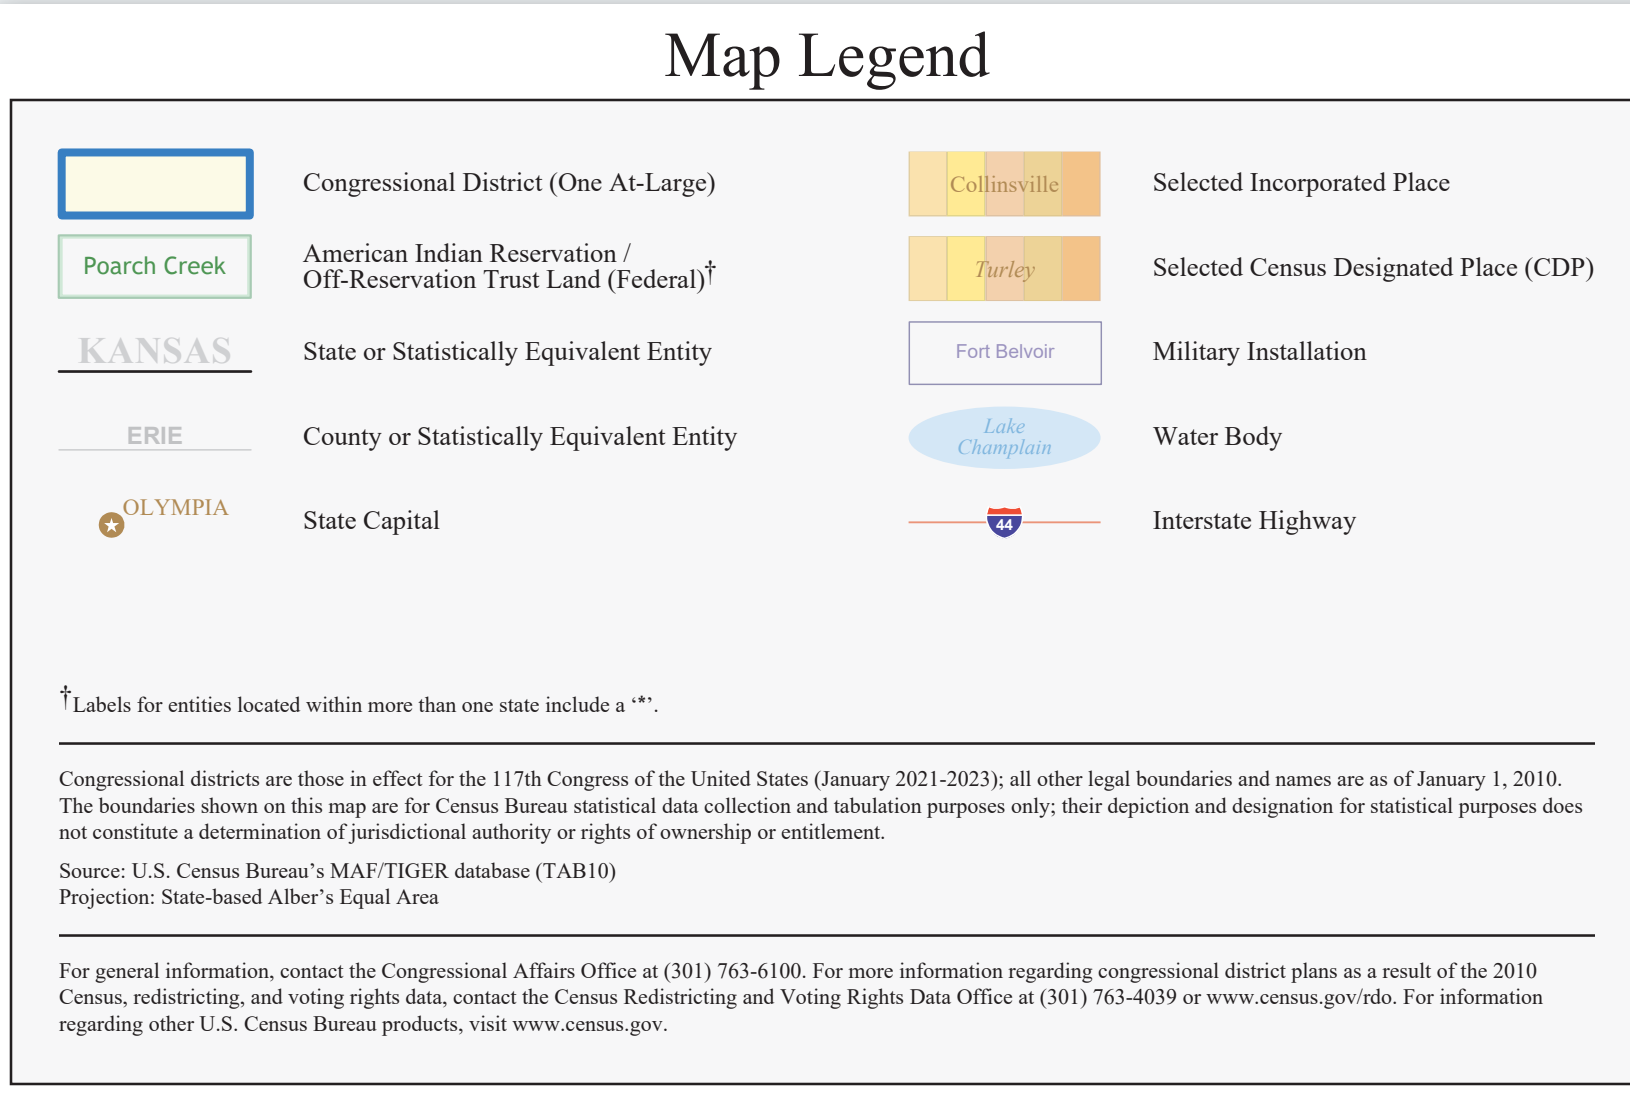 Map Legend
Congressional District (One At-Large)
Poarch Creek
American Indian Reservation /
Off-Reservation Trust Land (Federal)†
KANSAS
State or Statistically Equivalent Entity
ERIE
County or Statistically Equivalent Entity
OLYMPIA
State Capital
Collinsville
Selected Incorporated Place
Turley
Selected Census Designated Place (CDP)
Fort Belvoir
Military Installation
Lake
Champlain
Water Body
44
Interstate Highway
†Labels for entities located within more than one state include a ‘*’.
Congressional districts are those in effect for the 117th Congress of the United States (January 2021-2023); all other legal boundaries and names are as of January 1, 2010.
The boundaries shown on this map are for Census Bureau statistical data collection and tabulation purposes only; their depiction and designation for statistical purposes does
not constitute a determination of jurisdictional authority or rights of ownership or entitlement.
Source: U.S. Census Bureau’s MAF/TIGER database (TAB10)
Projection: State-based Alber’s Equal Area
For general information, contact the Congressional Affairs Office at (301) 763-6100. For more information regarding congressional district plans as a result of the 2010
Census, redistricting, and voting rights data, contact the Census Redistricting and Voting Rights Data Office at (301) 763-4039 or www.census.gov/rdo. For information
regarding other U.S. Census Bureau products, visit www.census.gov.